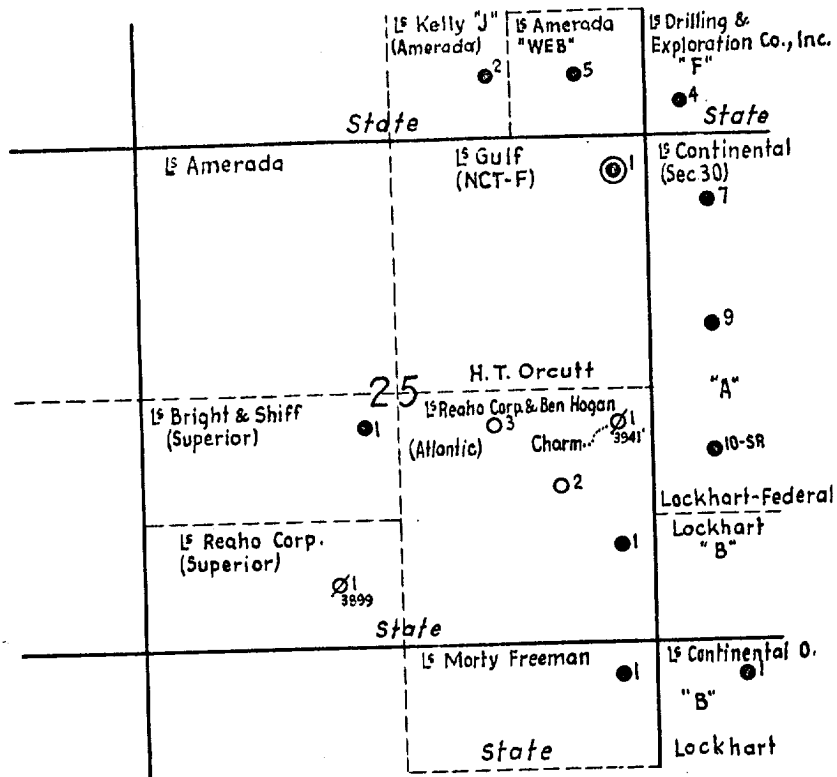 Ls Kelly "J"
(Amerada)
2
Ls Amerada
"WEB"
5
Ls Drilling &
Exploration Co., Inc.
"F"
4
State
State
Ls Amerada
Ls Gulf
(NCT-F)
1
Ls Continental
(Sec 30)
7
9
"A"
10-SR
Lockhart-Federal
H.T. Orcutt
25
Ls Bright & Shiff
(Superior)
1
Ls Reaho Corp. & Ben Hogan
(Atlantic)
3
Charm
1
3941'
2
1
Lockhart
"B"
Ls Reaho Corp.
(Superior)
1
3899
State
Ls Morty Freeman
1
State
Ls Continental O.
1
"B"
Lockhart